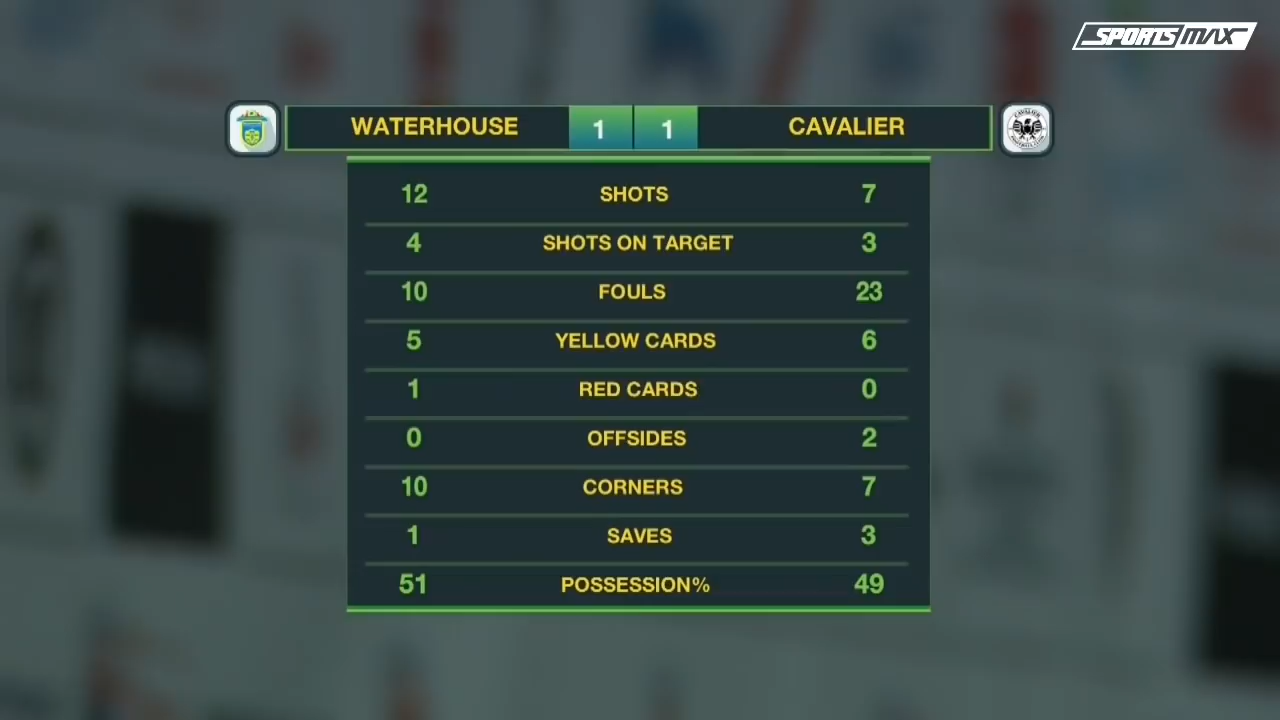 SPORTSMAX
WATERHOUSE 1 1 CAVALIER
12 SHOTS 7
4 SHOTS ON TARGET 3
10 FOULS 23
5 YELLOW CARDS 6
1 RED CARDS 0
0 OFFSIDES 2
10 CORNERS 7
1 SAVES 3
51 POSSESSION% 49